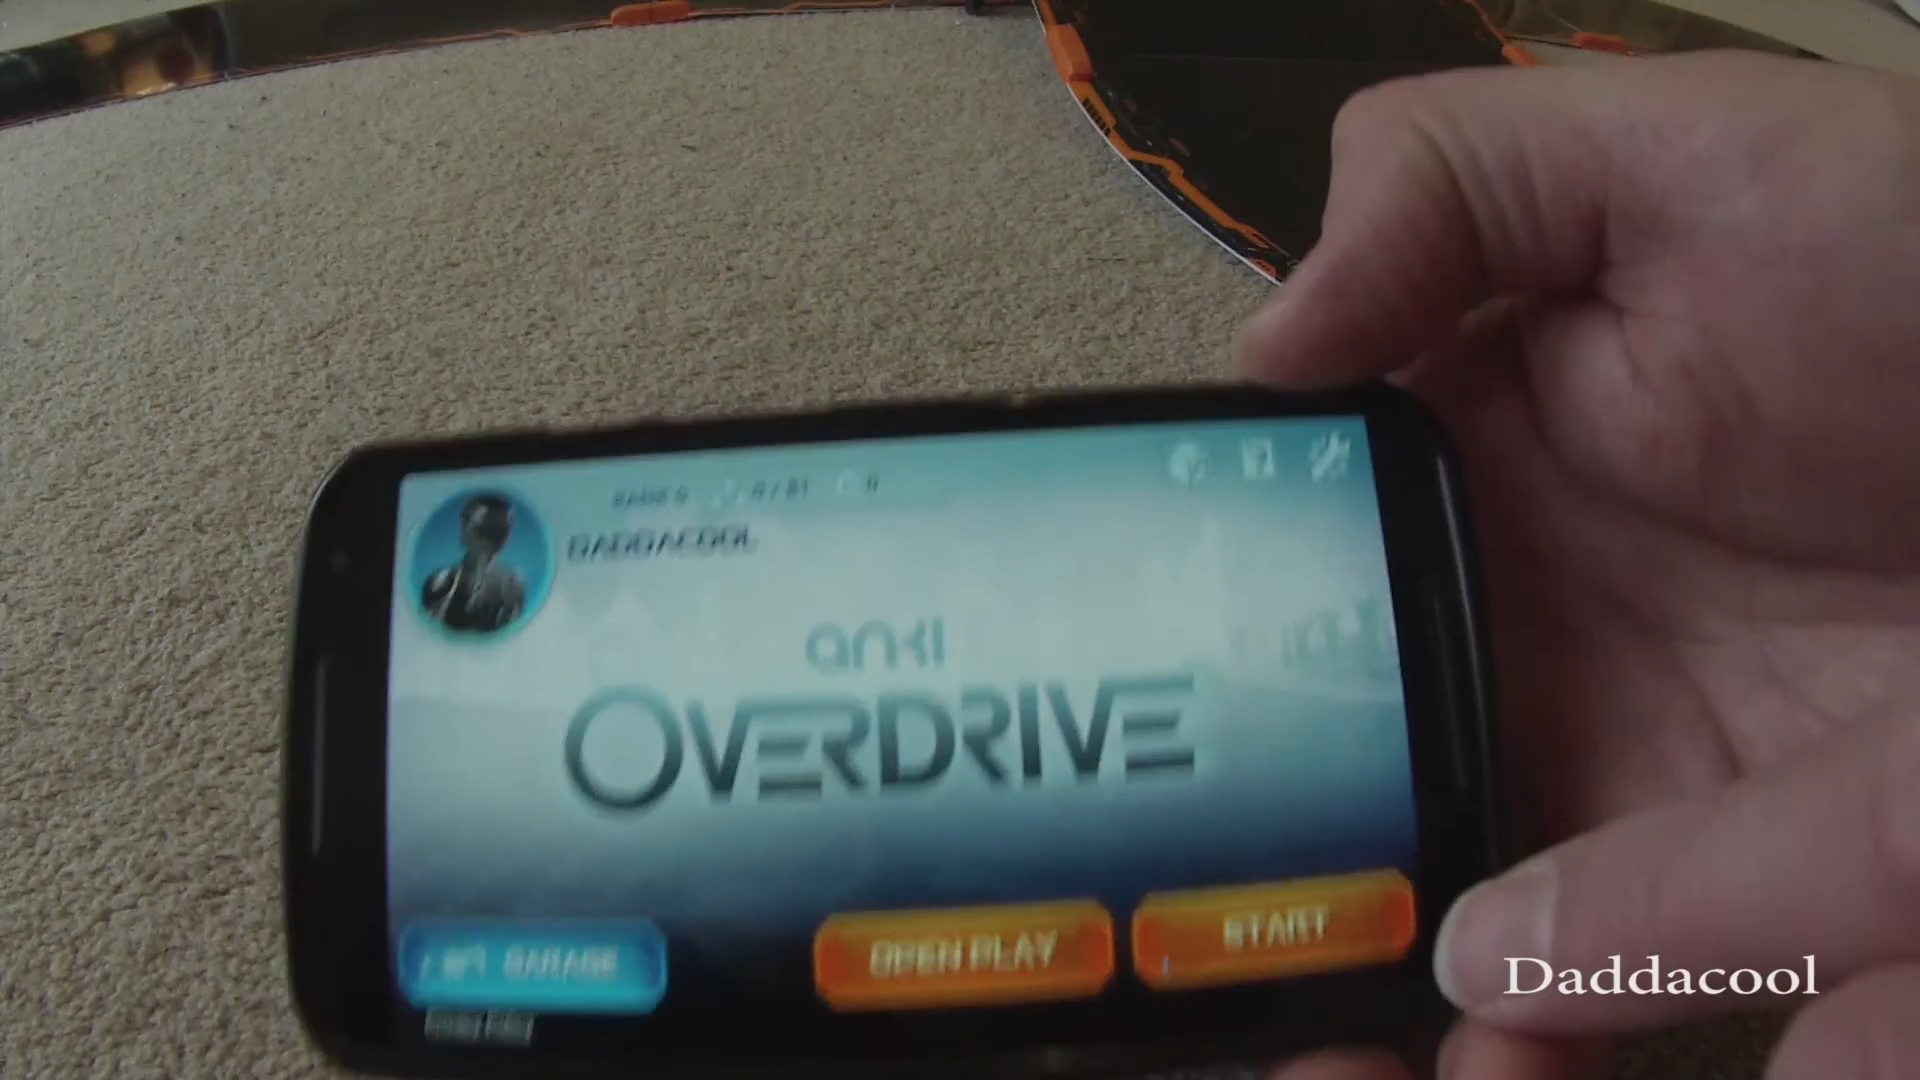 DADDACOOL
anki
OVERDRIVE
GARAGE
OPEN PLAY
START
Daddacool